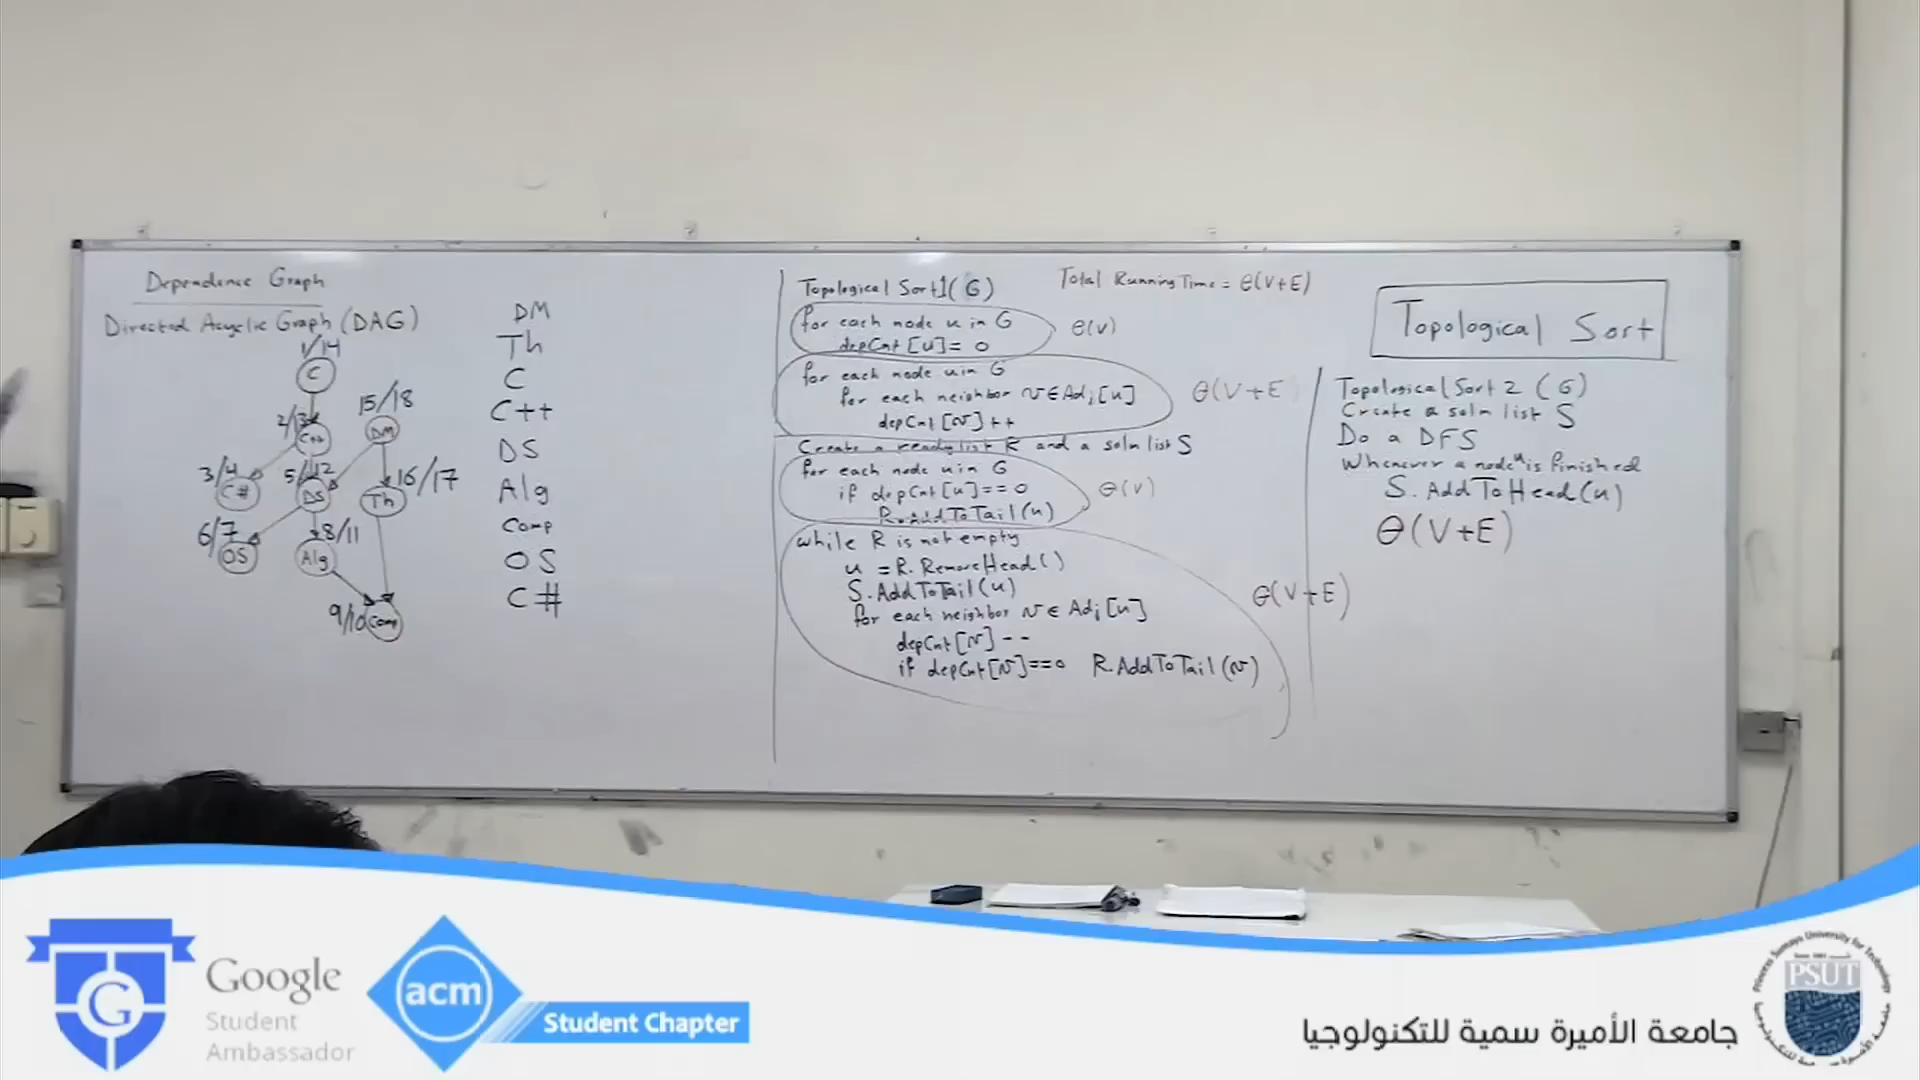 Dependence Graph
Directed Acyclic Graph (DAG)
1/14
C
2/13
C++
15/18
DM
3/4
C#
5/12
DS
16/17
Th
6/7
OS
8/11
Alg
9/10
Comp
DM
Th
C
C++
DS
Alg
Comp
OS
C#
Topological Sort1(G)
Total Running Time = Θ(V+E)
for each node u in G
depCnt[u] = 0
Θ(V)
for each node u in G
for each neighbor v ∈ Adj[u]
depCnt[v]++
Θ(V+E
Create a ready list R and a soln list S
for each node u in G
if depCnt[u]==0
R.AddToTail(u)
Θ(V)
while R is not empty
u = R.RemoveHead()
S.AddToTail(u)
for each neighbor v ∈ Adj[u]
depCnt[v]--
if depCnt[v]==0 R.AddToTail(v)
Θ(V+E)
Topological Sort
Topological Sort 2 (G)
Create a soln list S
Do a DFS
Whenever a node u is finished
S.AddToHead(u)
Θ(V+E)
G
Google
Student
Ambassador
acm
Student Chapter
جامعة الأميرة سمية للتكنولوجيا
Princess Sumaya University for Technology
PSUT